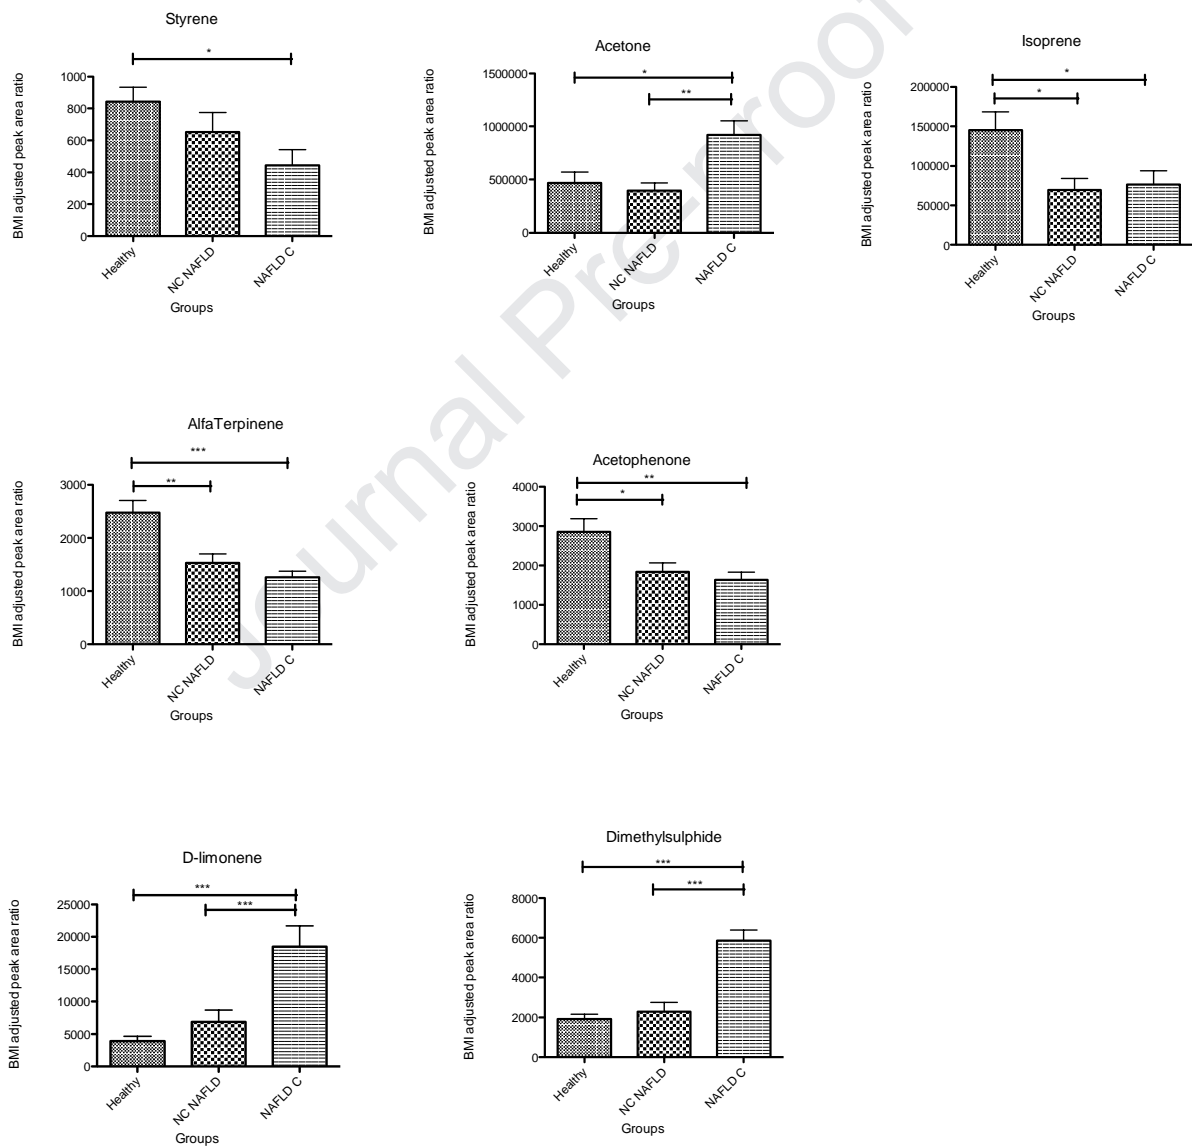 Styrene
*
BMI adjusted peak area ratio
1000
800
600
400
200
0
Healthy
NC NAFLD
NAFLD C
Groups
Acetone
*
**
BMI adjusted peak area ratio
1500000
1000000
500000
0
Healthy
NC NAFLD
NAFLD C
Groups
Isoprene
*
*
BMI adjusted peak area ratio
200000
150000
100000
50000
0
Healthy
NC NAFLD
NAFLD C
Groups
Journal Pre-proof
AlfaTerpinene
***
**
BMI adjusted peak area ratio
3000
2000
1000
0
Healthy
NC NAFLD
NAFLD C
Groups
Acetophenone
**
*
BMI adjusted peak area ratio
4000
3000
2000
1000
0
Healthy
NC NAFLD
NAFLD C
Groups
D-limonene
***
***
BMI adjusted peak area ratio
25000
20000
15000
10000
5000
0
Healthy
NC NAFLD
NAFLD C
Groups
Dimethylsulphide
***
***
BMI adjusted peak area ratio
8000
6000
4000
2000
0
Healthy
NC NAFLD
NAFLD C
Groups